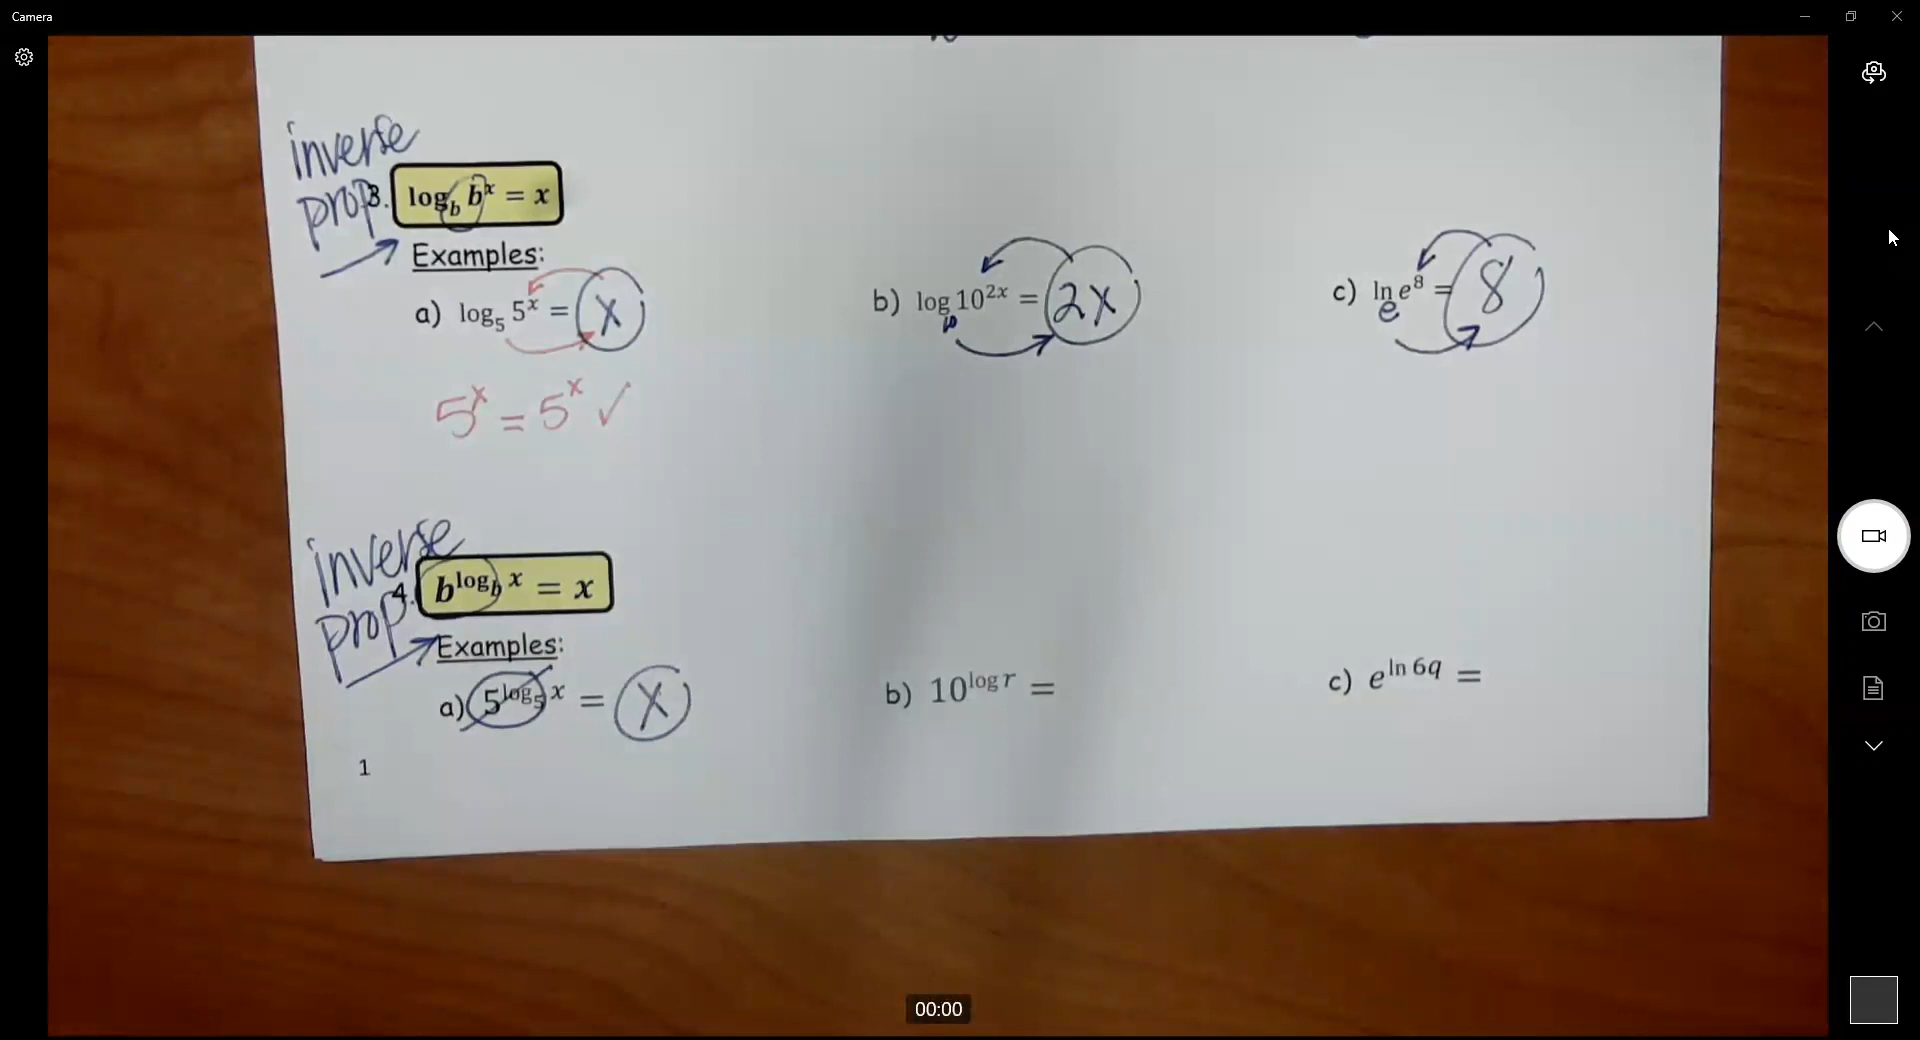 Camera
inverse
prop
3. log_b b^x = x
Examples:
a) log_5 5^x = x
b) log 10^{2x} = 2x
10
c) ln e^8 = 8
e
5^x = 5^x ✓
inverse
prop
4. b^{log_b x} = x
Examples:
a) 5^{log_5 x} = x
b) 10^{log r} =
c) e^{ln 6q} =
1
00:00